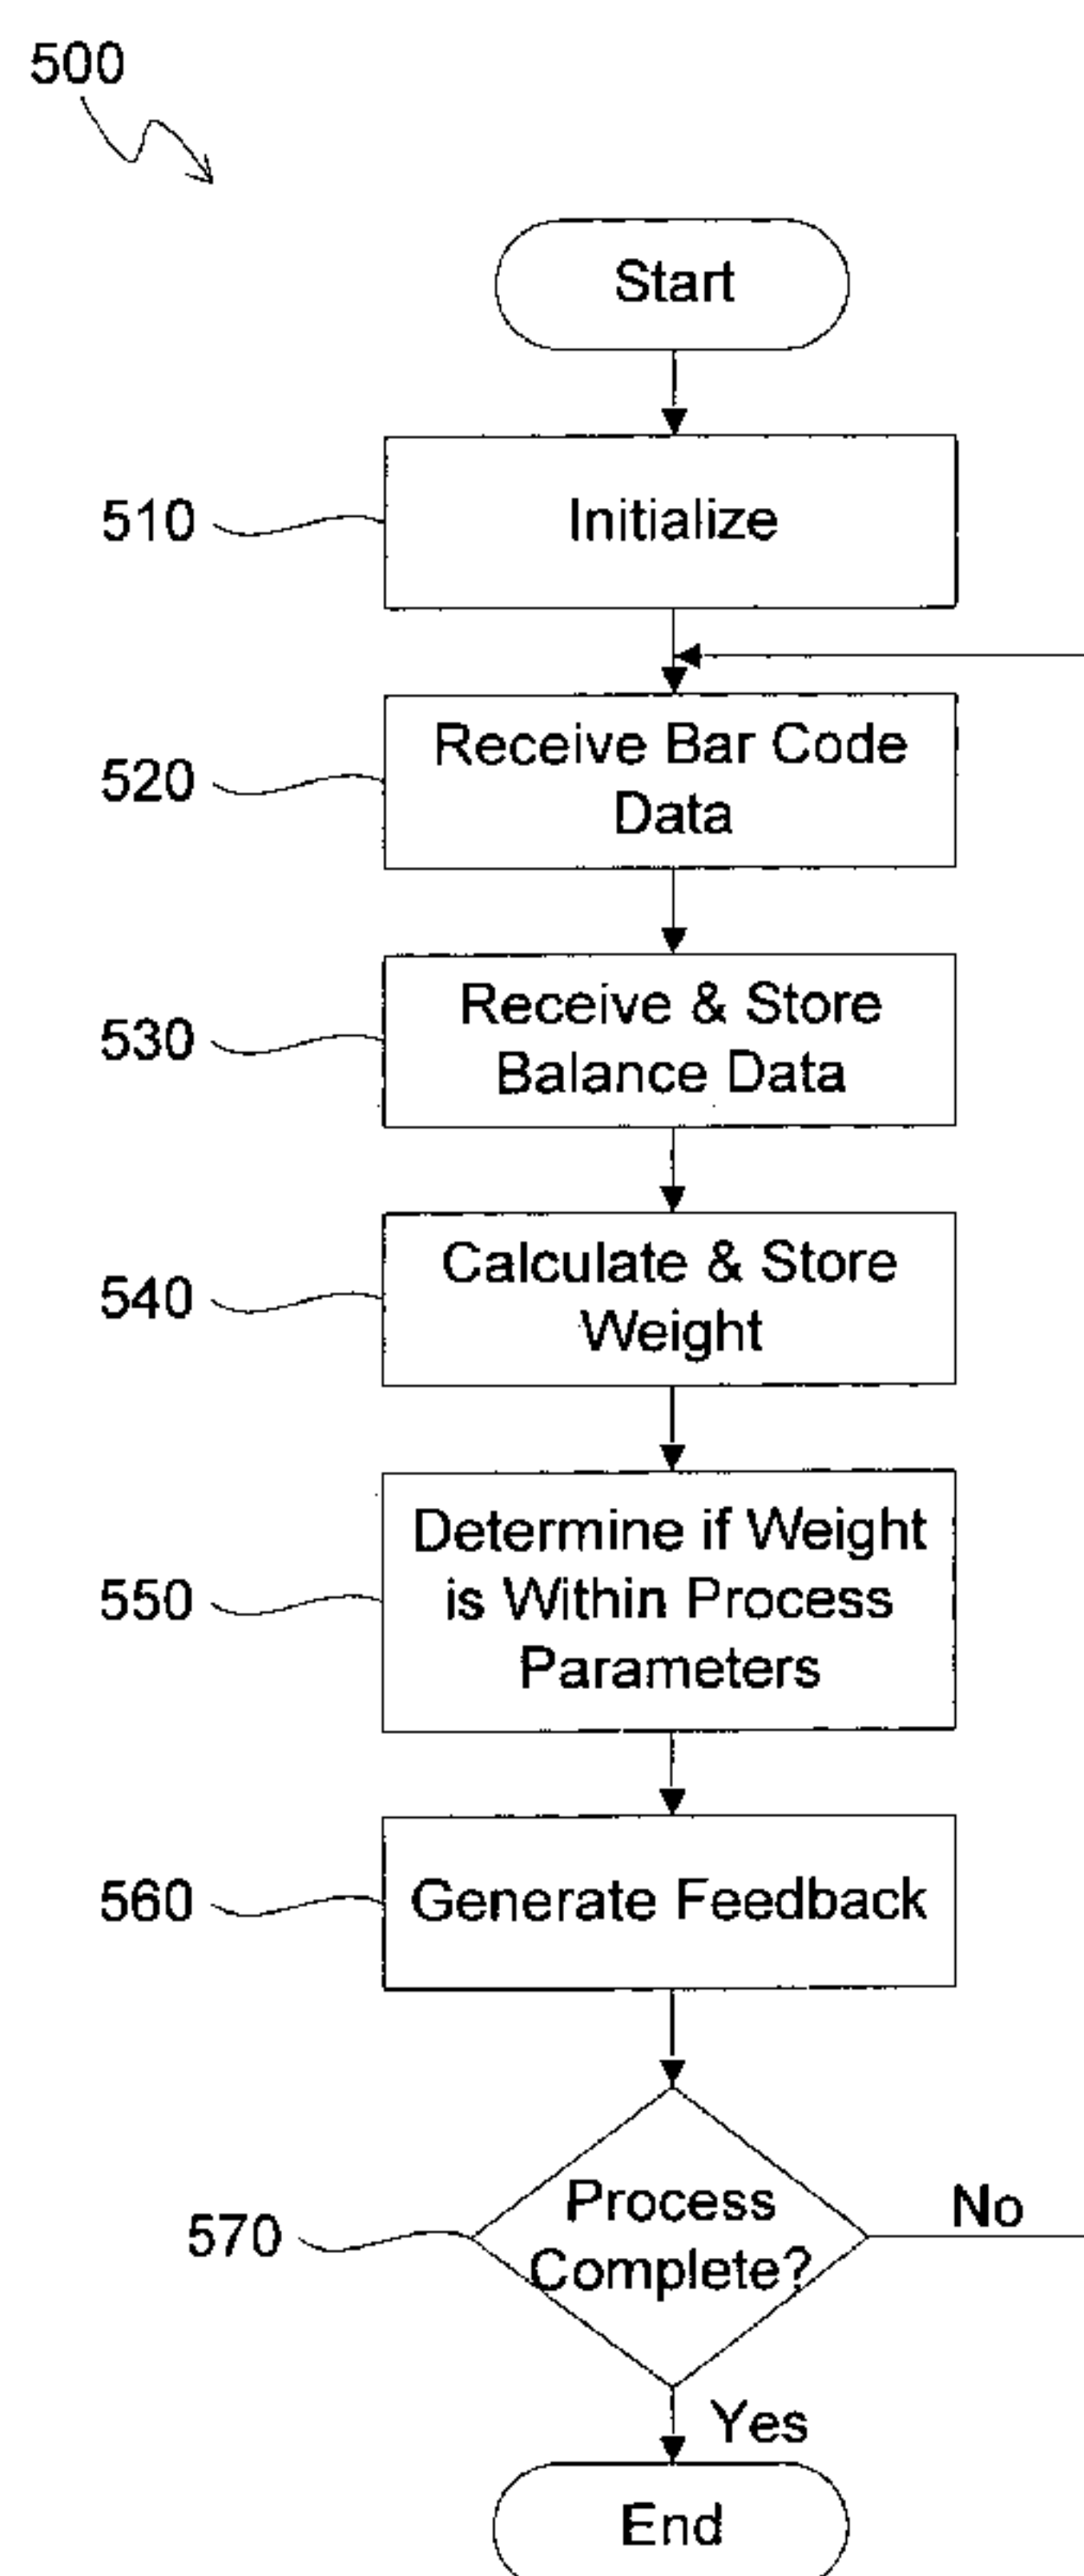 500
Start
510
Initialize
520
Receive Bar Code
Data
530
Receive & Store
Balance Data
540
Calculate & Store
Weight
550
Determine if Weight
is Within Process
Parameters
560
Generate Feedback
570
Process
Complete?
No
Yes
End